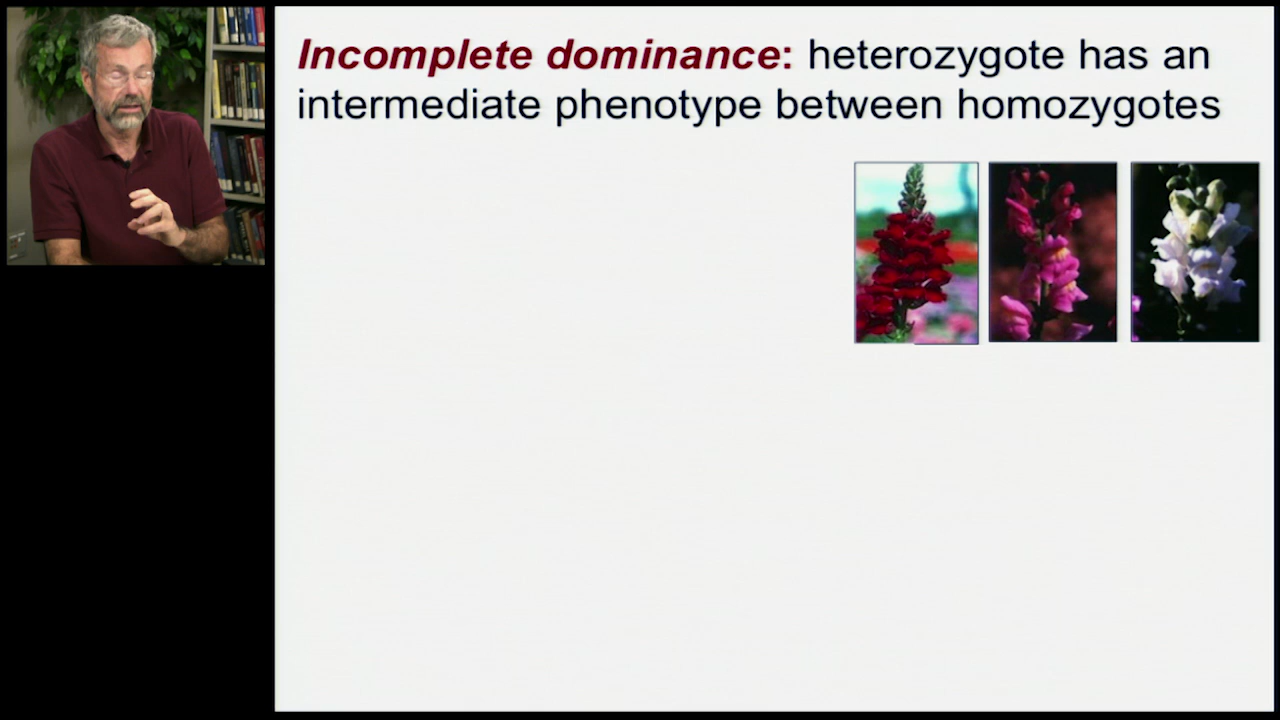 Incomplete dominance: heterozygote has an
intermediate phenotype between homozygotes